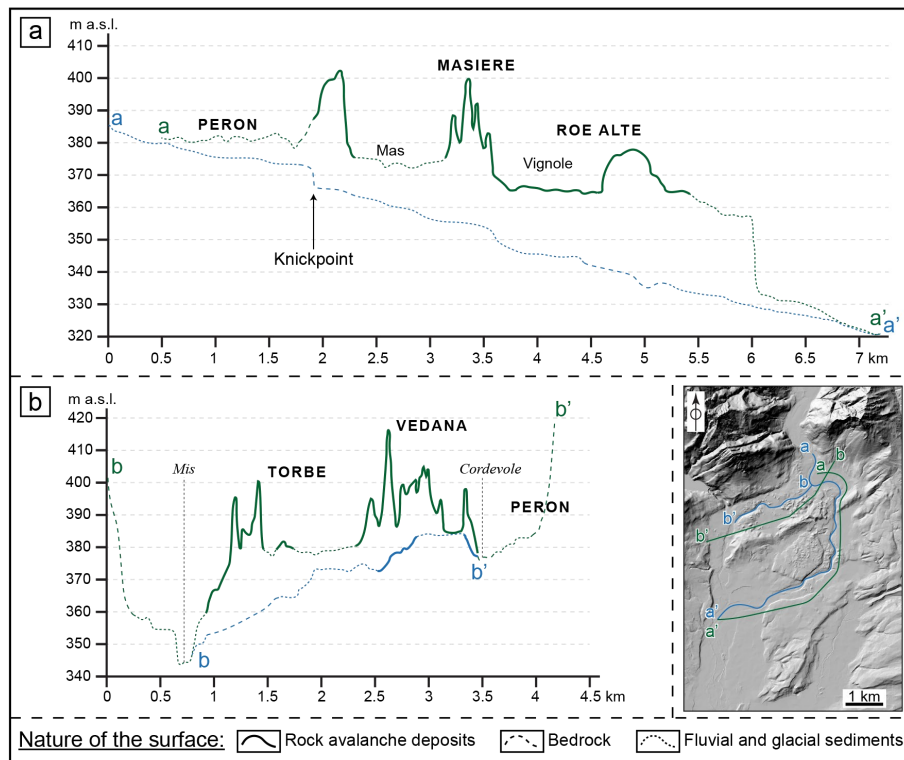 a
m a.s.l.
410
400
390
380
370
360
350
340
330
320
a
a
PERON
Mas
MASIERE
Vignole
ROE ALTE
Knickpoint
a'
a'
0 0.5 1 1.5 2 2.5 3 3.5 4 4.5 5 5.5 6 6.5 7 km
b
m a.s.l.
420
410
400
390
380
370
360
350
340
b
Mis
TORBE
VEDANA
Cordevole
b'
PERON
b'
b
0 0.5 1 1.5 2 2.5 3 3.5 4 4.5 km
a
b'
a
b
b'
b'
a'
a'
1 km
Nature of the surface: Rock avalanche deposits Bedrock Fluvial and glacial sediments